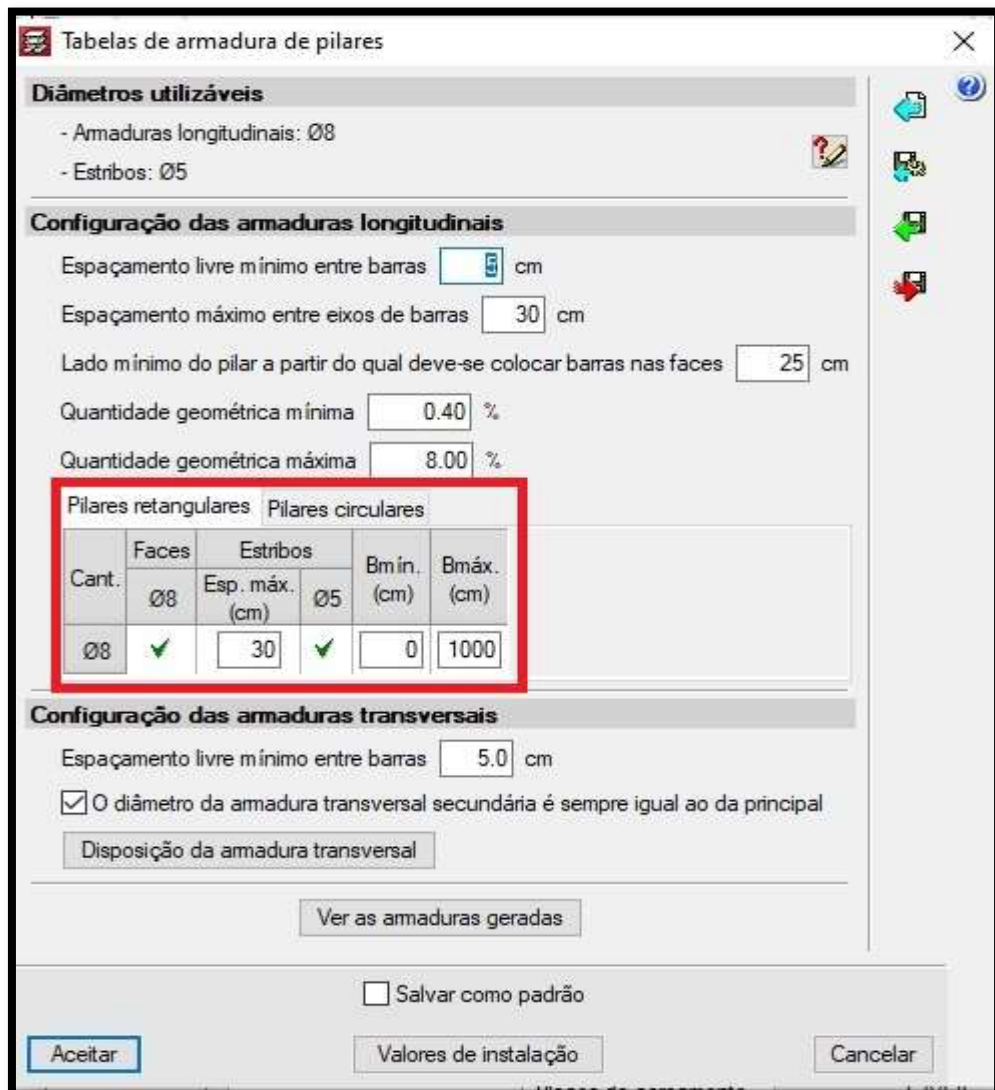 Tabelas de armadura de pilares
Diâmetros utilizáveis
- Armaduras longitudinais: Ø8
- Estribos: Ø5
Configuração das armaduras longitudinais
Espaçamento livre mínimo entre barras 5 cm
Espaçamento máximo entre eixos de barras 30 cm
Lado mínimo do pilar a partir do qual deve-se colocar barras nas faces 25 cm
Quantidade geométrica mínima 0.40 %
Quantidade geométrica máxima 8.00 %
Pilares retangulares Pilares circulares
Cant. Faces Estribos Bmín. (cm) Bmáx. (cm)
Ø8 Esp. máx. (cm) Ø5
Ø8 30 0 1000
Configuração das armaduras transversais
Espaçamento livre mínimo entre barras 5.0 cm
O diâmetro da armadura transversal secundária é sempre igual ao da principal
Disposição da armadura transversal
Ver as armaduras geradas
Salvar como padrão
Aceitar Valores de instalação Cancelar